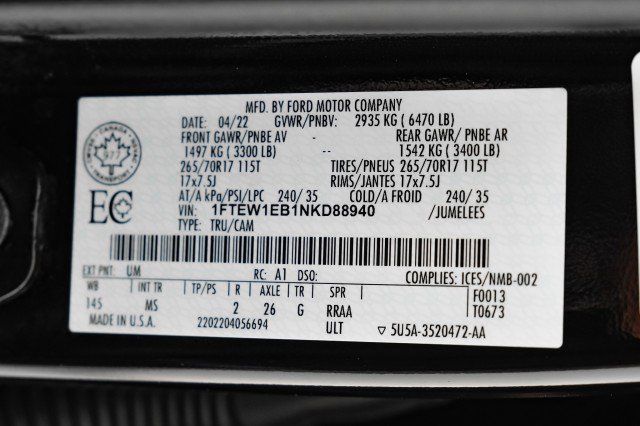 MFD. BY FORD MOTOR COMPANY
DATE: 04/22 GVWR/PNBV: 2935 KG ( 6470 LB)
FRONT GAWR/PNBE AV REAR GAWR/ PNBE AR
1497 KG ( 3300 LB) 1542 KG ( 3400 LB)
265/70R17 115T TIRES/PNEUS 265/70R17 115T
17x7.5J RIMS/JANTES 17x7.5J
AT/A kPa/PSI/LPC 240/ 35 COLD/A FROID 240/ 35
VIN: 1FTEW1EB1NKD88940 /JUMELEES
TYPE: TRU/CAM
CANADA
TRANSPORT
977
EC
EXT PNT: UM RC: A1 DSO: COMPLIES: ICES/NMB-002
WB INT TR TP/PS R AXLE TR SPR F0013
145 MS 2 26 G RRAA T0673
MADE IN U.S.A. 2202204056694 ULT ▽ 5U5A-3520472-AA